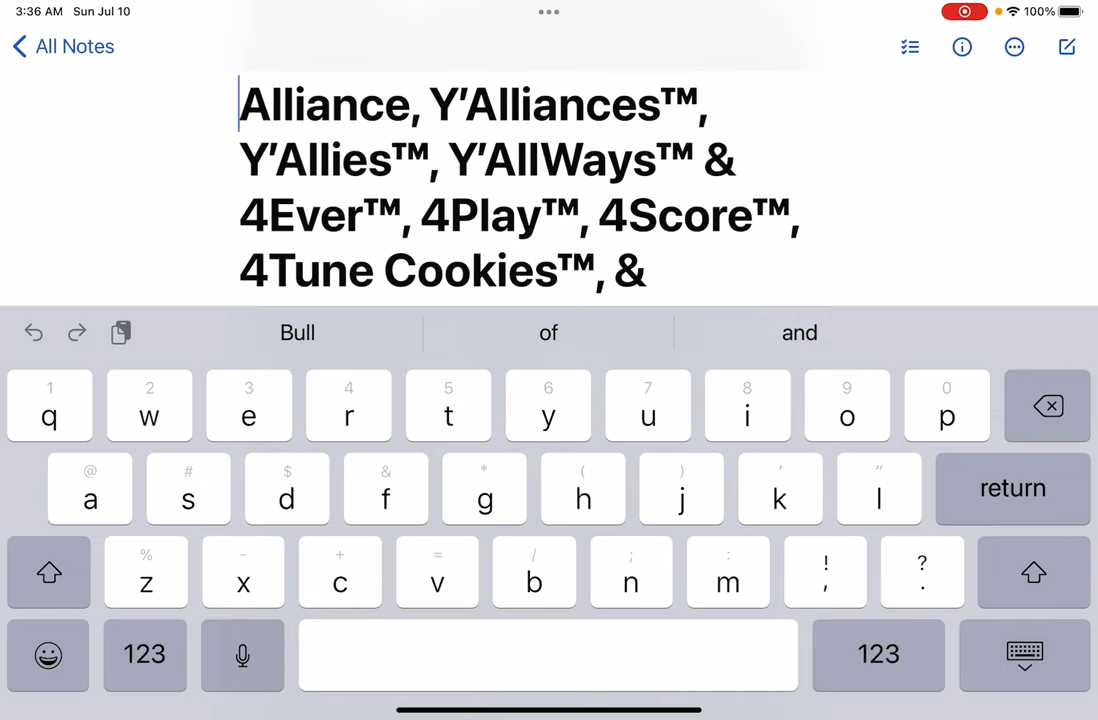 3:36 AM Sun Jul 10
100%
All Notes
Alliance, Y'Alliances™,
Y'Allies™, Y'AllWays™ &
4Ever™, 4Play™, 4Score™,
4Tune Cookies™, &
Bull of and
1 2 3 4 5 6 7 8 9 0
q w e r t y u i o p
@ # $ & * ( ) ' "
a s d f g h j k l return
% - + = / ; : ! ?
z x c v b n m , .
123 123